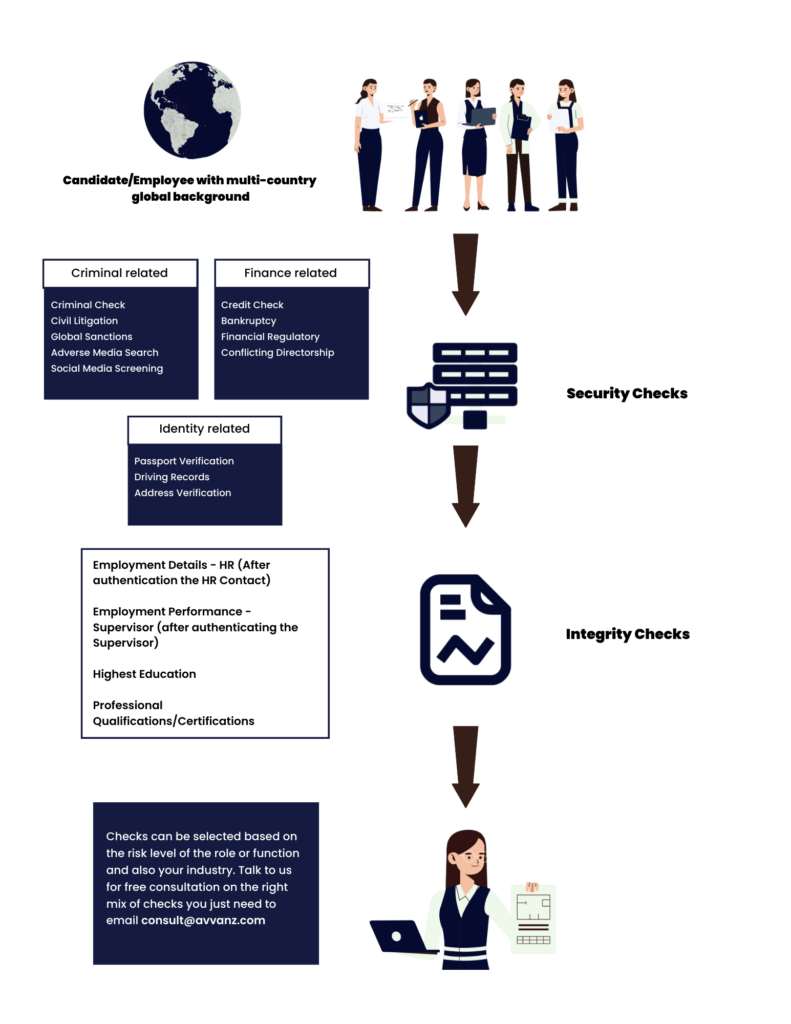 Candidate/Employee with multi-country
global background
Criminal related
Criminal Check
Civil Litigation
Global Sanctions
Adverse Media Search
Social Media Screening
Finance related
Credit Check
Bankruptcy
Financial Regulatory
Conflicting Directorship
Security Checks
Identity related
Passport Verification
Driving Records
Address Verification
Employment Details - HR (After
authentication the HR Contact)
Employment Performance -
Supervisor (after authenticating the
Supervisor)
Highest Education
Professional
Qualifications/Certifications
Integrity Checks
Checks can be selected based on
the risk level of the role or function
and also your industry. Talk to us
for free consultation on the right
mix of checks you just need to
email consult@avvanz.com